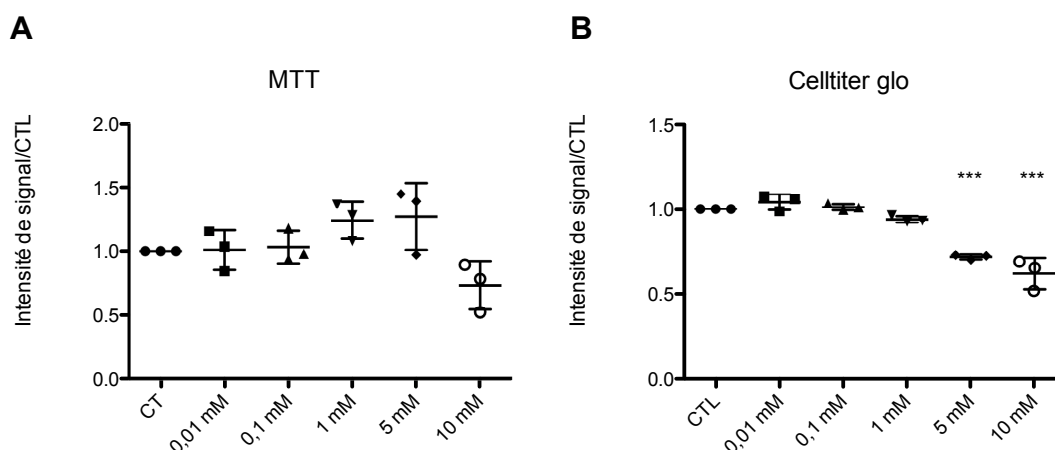 A
MTT
Intensité de signal/CTL
2.0
1.5
1.0
0.5
0.0
CT
0,01 mM
0,1 mM
1 mM
5 mM
10 mM
B
Celltiter glo
Intensité de signal/CTL
1.5
1.0
0.5
0.0
*** ***
CTL
0,01 mM
0,1 mM
1 mM
5 mM
10 mM